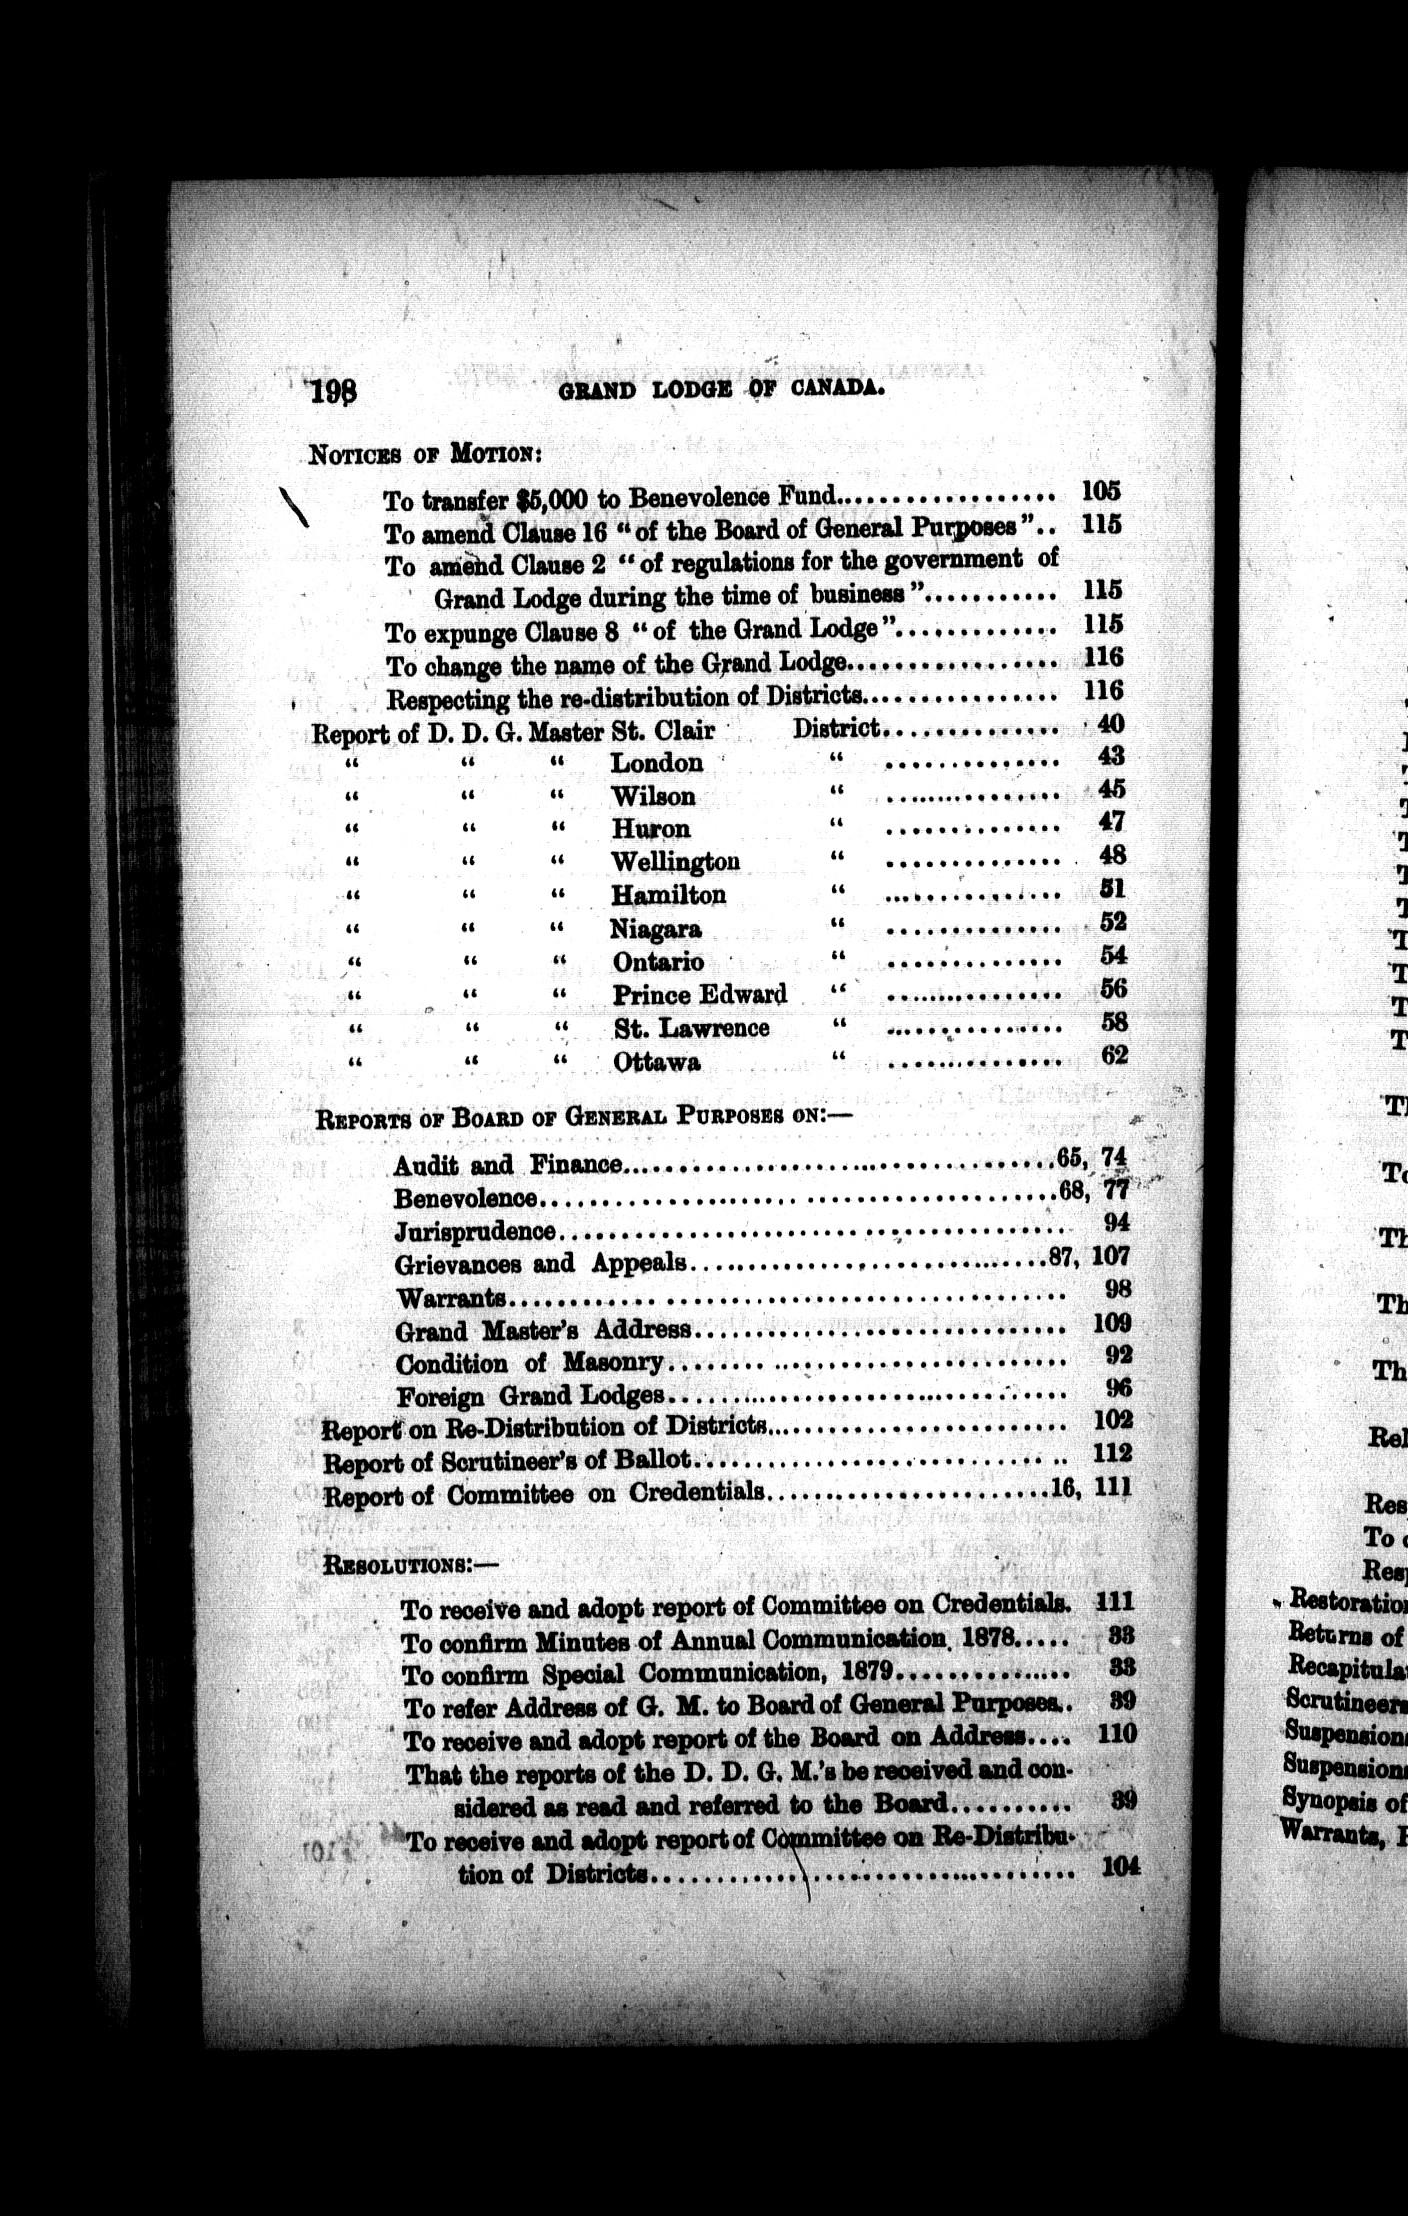 198 GRAND LODGE OF CANADA.
NOTICES OF MOTION:
To transfer $5,000 to Benevolence Fund.................. 105
To amend Clause 16 “of the Board of General Purposes”.. 115
To amend Clause 2 “of regulations for the government of
Grand Lodge during the time of business”........... 115
To expunge Clause 8 “of the Grand Lodge”............. 115
To change the name of the Grand Lodge................. 116
Respecting the re-distribution of Districts................ 116
Report of D. D. G. Master St. Clair District.............. 40
“ “ “ London “ .............. 43
“ “ “ Wilson “ .............. 45
“ “ “ Huron “ .............. 47
“ “ “ Wellington “ .............. 48
“ “ “ Hamilton “ .............. 51
“ “ “ Niagara “ .............. 52
“ “ “ Ontario “ .............. 54
“ “ “ Prince Edward “ .............. 56
“ “ “ St. Lawrence “ .............. 58
“ “ “ Ottawa “ .............. 62
REPORTS OF BOARD OF GENERAL PURPOSES ON:—
Audit and Finance..................................65, 74
Benevolence.........................................68, 77
Jurisprudence........................................ 94
Grievances and Appeals............................87, 107
Warrants............................................ 98
Grand Master's Address.............................. 109
Condition of Masonry................................ 92
Foreign Grand Lodges................................ 96
Report on Re-Distribution of Districts......................... 102
Report of Scrutineer's of Ballot............................. .. 112
Report of Committee on Credentials.......................16, 111
RESOLUTIONS:—
To receive and adopt report of Committee on Credentials. 111
To confirm Minutes of Annual Communication, 1878..... 33
To confirm Special Communication, 1879............... 33
To refer Address of G. M. to Board of General Purposes.. 39
To receive and adopt report of the Board on Address.... 110
That the reports of the D. D. G. M.'s be received and con-
sidered as read and referred to the Board.......... 39
To receive and adopt report of Committee on Re-Distribu-
tion of Districts.................................. 104
Restoration
Returns of
Recapitula
Scrutineers
Suspension
Suspension
Synopsis of
Warrants,